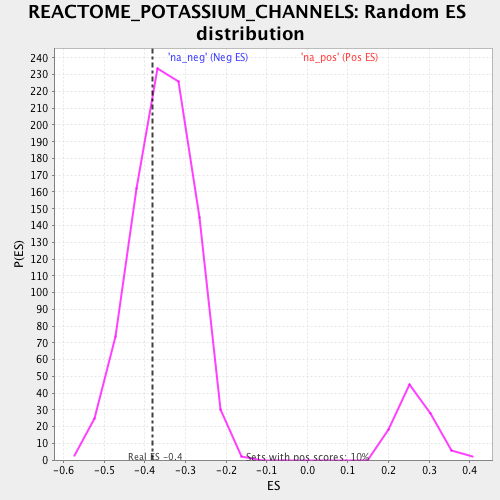 REACTOME_POTASSIUM_CHANNELS: Random ES
distribution
'na_neg' (Neg ES)
'na_pos' (Pos ES)
P(ES)
240
230
220
210
200
190
180
170
160
150
140
130
120
110
100
90
80
70
60
50
40
30
20
10
0
Real ES -0.4
Sets with pos scores: 10%
-0.6 -0.5 -0.4 -0.3 -0.2 -0.1 0.0 0.1 0.2 0.3 0.4
ES